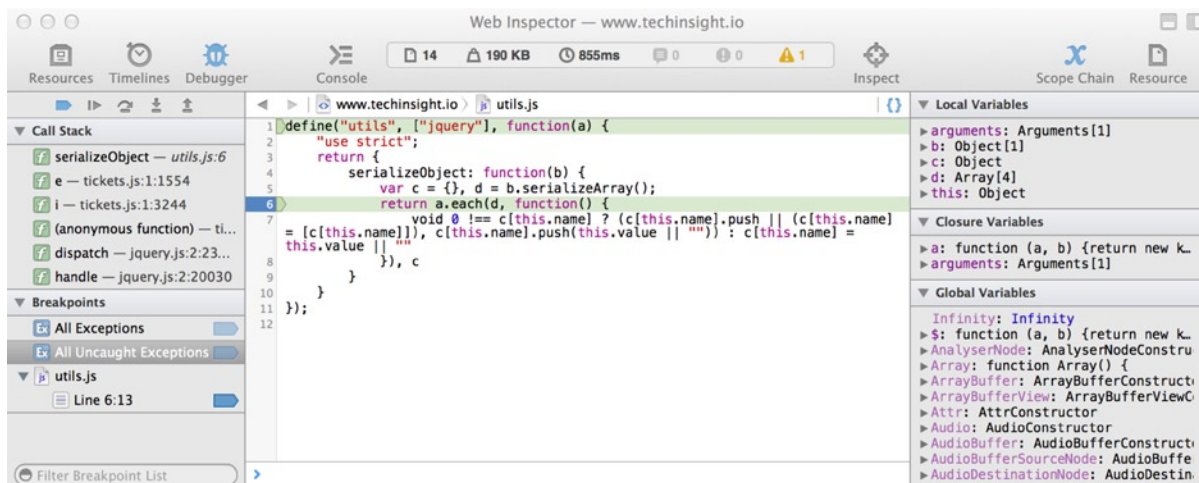 Web Inspector — www.techinsight.io
Resources Timelines Debugger Console 14 190 KB 855ms 0 0 1 Inspect Scope Chain Resource
www.techinsight.io utils.js {}
Call Stack
serializeObject — utils.js:6
e — tickets.js:1:1554
i — tickets.js:1:3244
(anonymous function) — ti...
dispatch — jquery.js:2:23...
handle — jquery.js:2:20030
Breakpoints
All Exceptions
All Uncaught Exceptions
utils.js
Line 6:13
Filter Breakpoint List
1 define("utils", ["jquery"], function(a) {
2 "use strict";
3 return {
4 serializeObject: function(b) {
5 var c = {}, d = b.serializeArray();
6 return a.each(d, function() {
7 void 0 !== c[this.name] ? (c[this.name].push || (c[this.name]
= [c[this.name]]), c[this.name].push(this.value || "")) : c[this.name] =
this.value || ""
8 }), c
9 }
10 }
11 });
12
Local Variables
arguments: Arguments[1]
b: Object[1]
c: Object
d: Array[4]
this: Object
Closure Variables
a: function (a, b) {return new k…
arguments: Arguments[1]
Global Variables
Infinity: Infinity
$: function (a, b) {return new k…
AnalyserNode: AnalyserNodeConstru
Array: function Array() {
ArrayBuffer: ArrayBufferConstruct
ArrayBufferView: ArrayBufferViewC
Attr: AttrConstructor
Audio: AudioConstructor
AudioBuffer: AudioBufferConstruct
AudioBufferSourceNode: AudioBuffe
AudioDestinationNode: AudioDestin